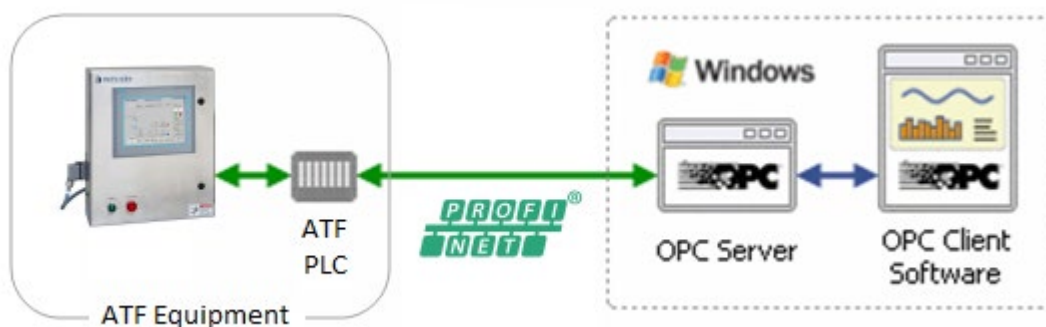 ATF
PLC
ATF Equipment
PROFI
NET®
Windows
OPC
OPC Server
OPC
OPC Client
Software